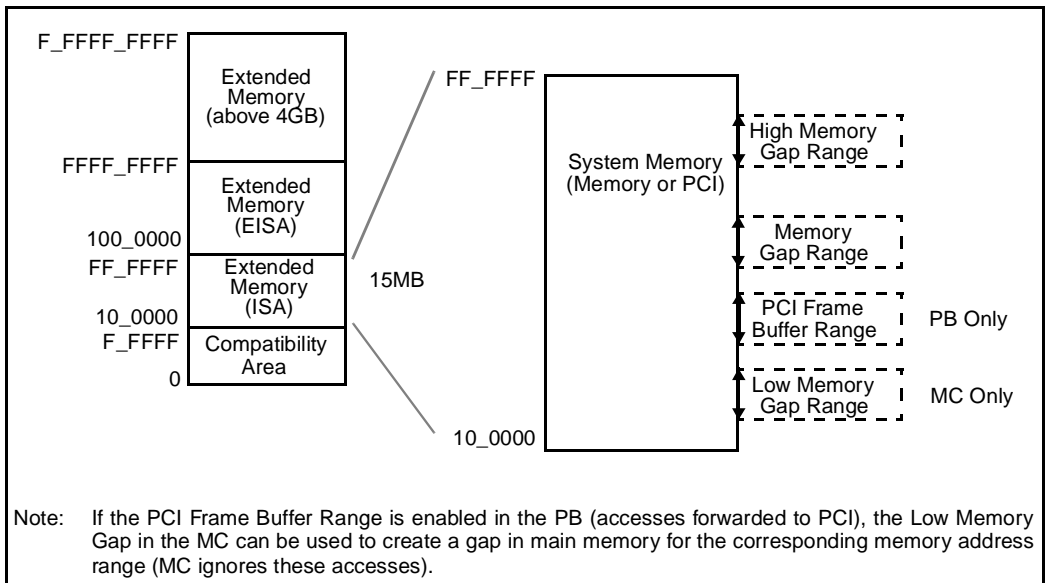 F_FFFF_FFFF
Extended
Memory
(above 4GB)
FFFF_FFFF
Extended
Memory
(EISA)
100_0000
FF_FFFF
Extended
Memory
(ISA)
10_0000
F_FFFF
Compatibility
Area
0
15MB
FF_FFFF
System Memory
(Memory or PCI)
10_0000
High Memory
Gap Range
Memory
Gap Range
PCI Frame
Buffer Range
PB Only
Low Memory
Gap Range
MC Only
Note: If the PCI Frame Buffer Range is enabled in the PB (accesses forwarded to PCI), the Low Memory
Gap in the MC can be used to create a gap in main memory for the corresponding memory address
range (MC ignores these accesses).